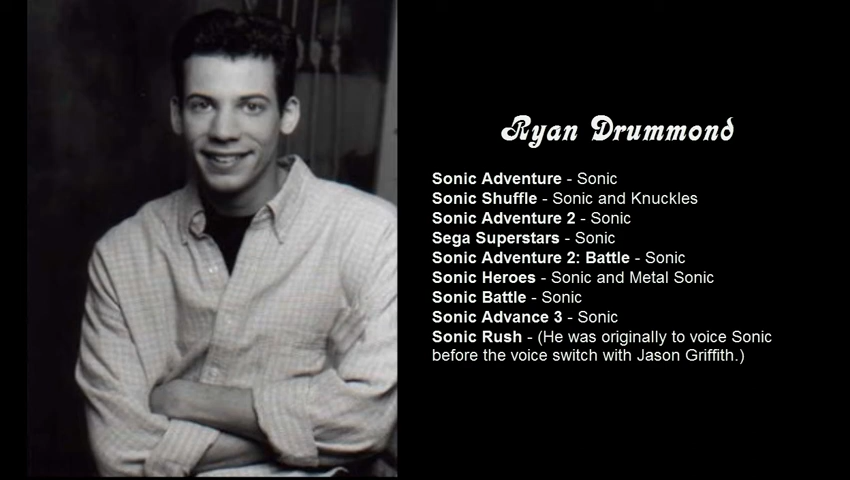 Ryan Drummond
Sonic Adventure - Sonic
Sonic Shuffle - Sonic and Knuckles
Sonic Adventure 2 - Sonic
Sega Superstars - Sonic
Sonic Adventure 2: Battle - Sonic
Sonic Heroes - Sonic and Metal Sonic
Sonic Battle - Sonic
Sonic Advance 3 - Sonic
Sonic Rush - (He was originally to voice Sonic
before the voice switch with Jason Griffith.)